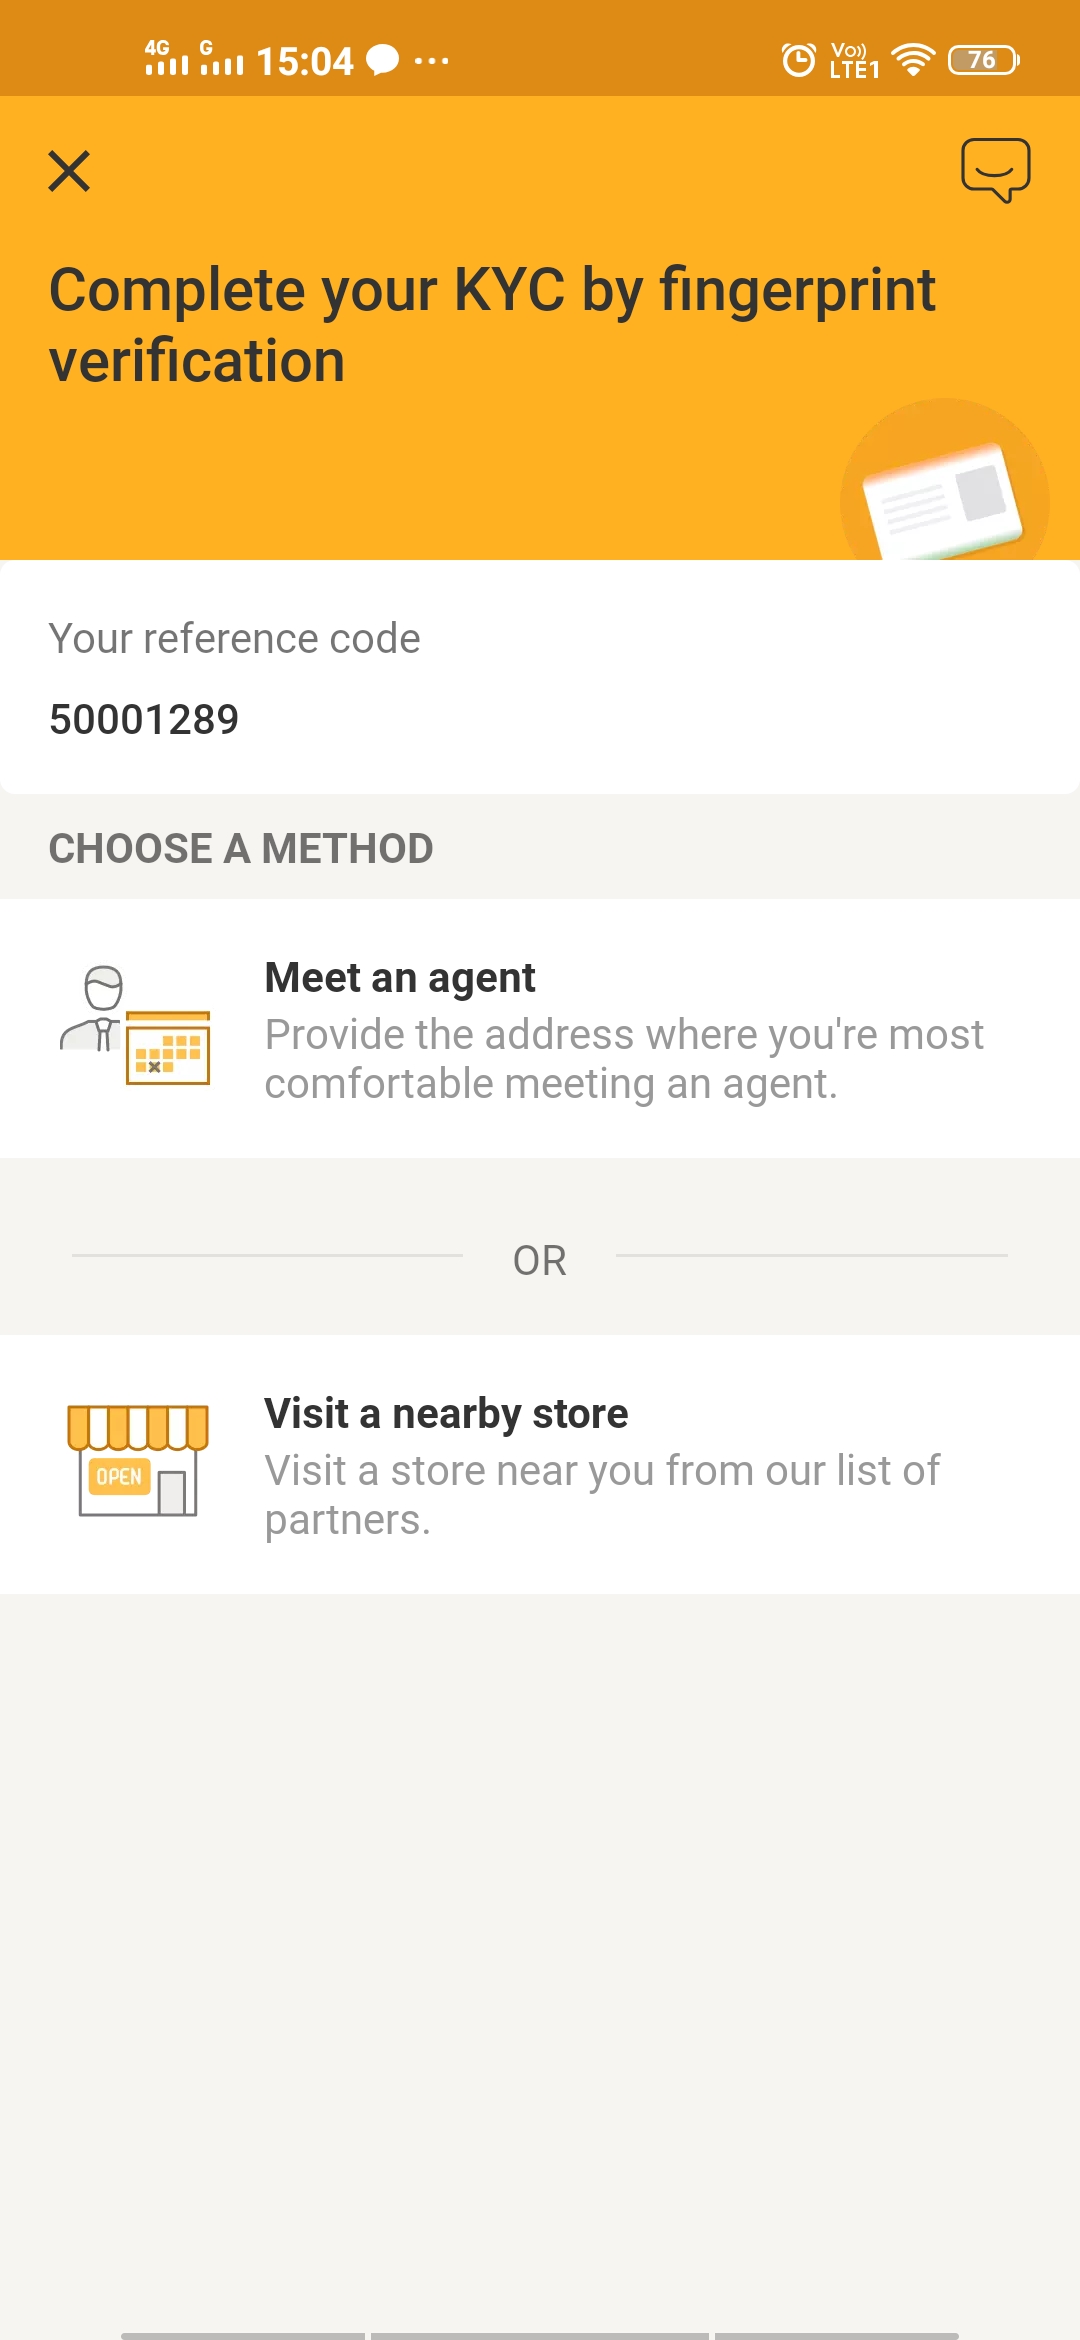 4G G 15:04 ... VO)) LTE1 76
Complete your KYC by fingerprint
verification
Your reference code
50001289
CHOOSE A METHOD
Meet an agent
Provide the address where you're most
comfortable meeting an agent.
OR
Visit a nearby store
OPEN
Visit a store near you from our list of
partners.